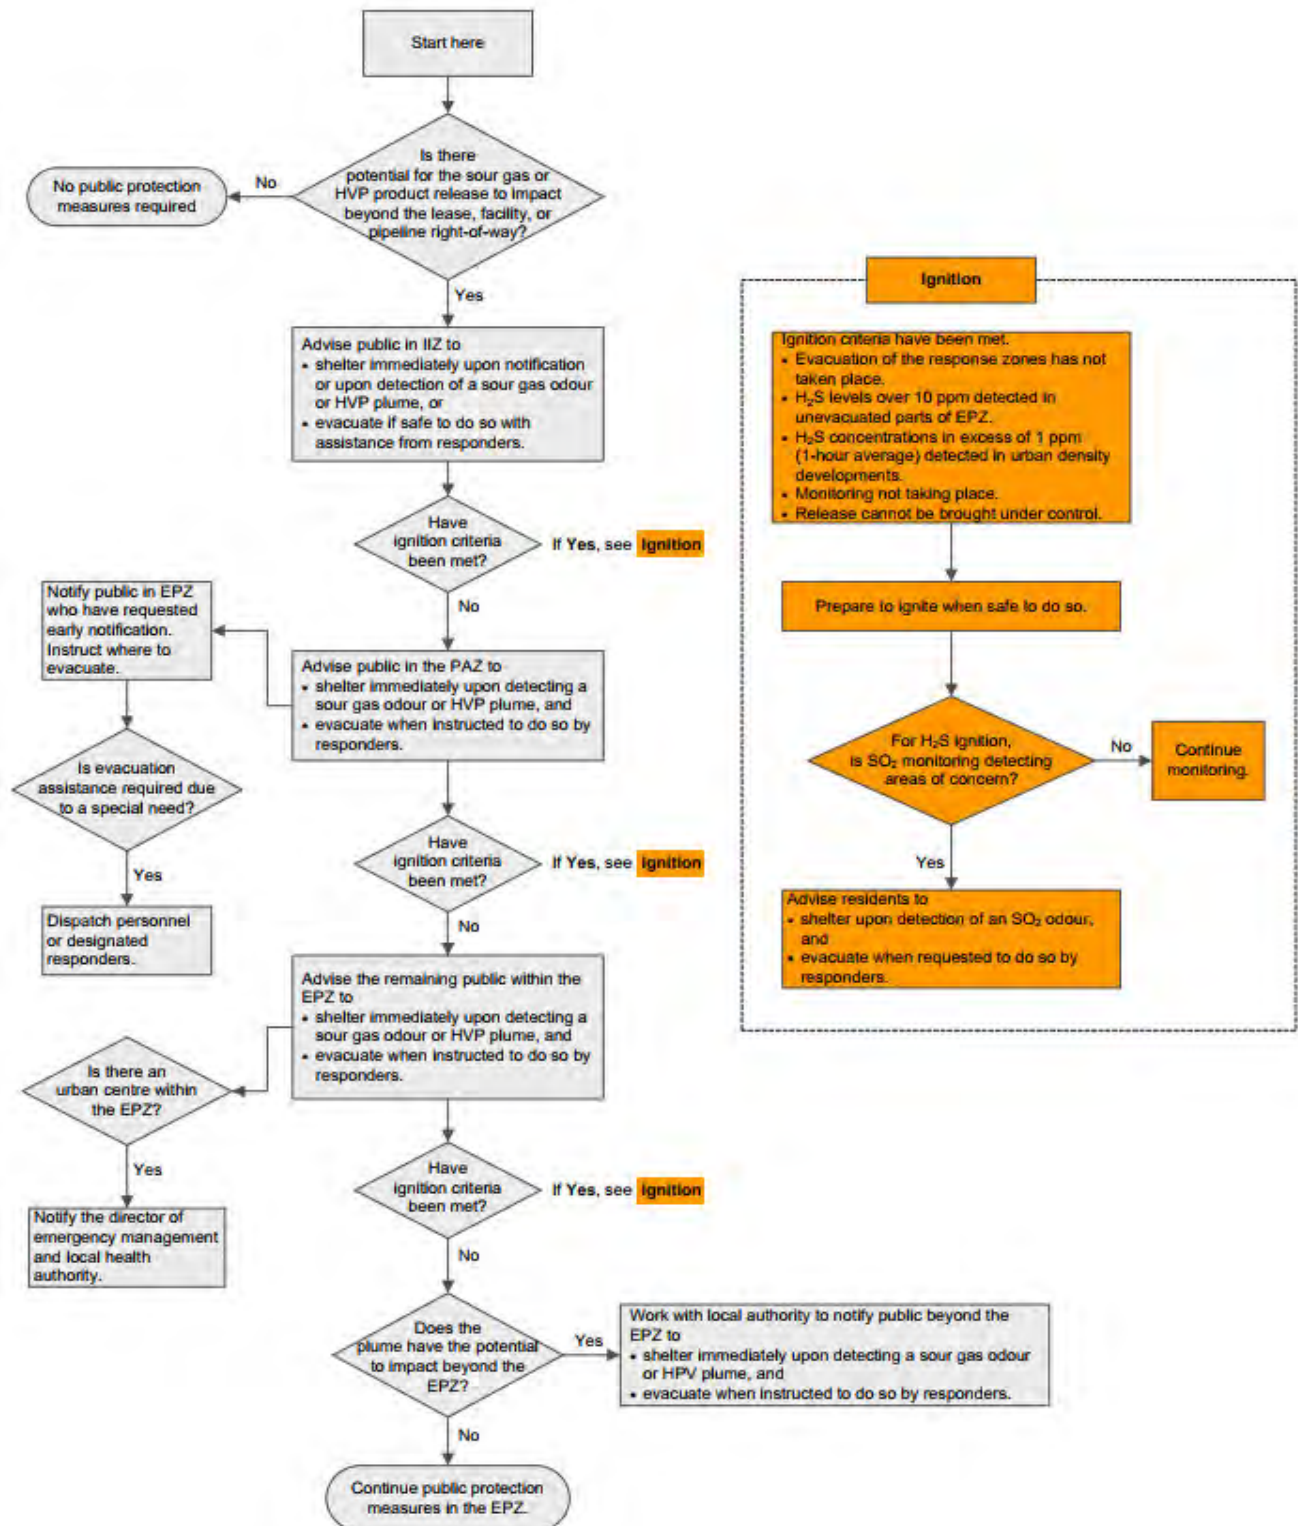 Start here
Is there
potential for the sour gas or
HVP product release to impact
beyond the lease, facility, or
pipeline right-of-way?
No
No public protection
measures required
Yes
Advise public in IIZ to
• shelter immediately upon notification
or upon detection of a sour gas odour
or HVP plume, or
• evacuate if safe to do so with
assistance from responders.
Have
ignition criteria
been met?
If Yes, see Ignition
No
Advise public in the PAZ to
• shelter immediately upon detecting a
sour gas odour or HVP plume, and
• evacuate when instructed to do so by
responders.
Notify public in EPZ
who have requested
early notification.
Instruct where to
evacuate.
Is evacuation
assistance required due
to a special need?
Yes
Dispatch personnel
or designated
responders.
Have
ignition criteria
been met?
If Yes, see Ignition
No
Advise the remaining public within the
EPZ to
• shelter immediately upon detecting a
sour gas odour or HVP plume, and
• evacuate when instructed to do so by
responders.
Is there an
urban centre within
the EPZ?
Yes
Notify the director of
emergency management
and local health
authority.
Have
ignition criteria
been met?
If Yes, see Ignition
No
Does the
plume have the potential
to impact beyond the
EPZ?
Yes
Work with local authority to notify public beyond the
EPZ to
• shelter immediately upon detecting a sour gas odour
or HPV plume, and
• evacuate when instructed to do so by responders.
No
Continue public protection
measures in the EPZ.
Ignition
Ignition criteria have been met.
• Evacuation of the response zones has not
taken place.
• H₂S levels over 10 ppm detected in
unevacuated parts of EPZ.
• H₂S concentrations in excess of 1 ppm
(1-hour average) detected in urban density
developments.
• Monitoring not taking place.
• Release cannot be brought under control.
Prepare to ignite when safe to do so.
For H₂S ignition,
is SO₂ monitoring detecting
areas of concern?
No
Continue
monitoring.
Yes
Advise residents to
• shelter upon detection of an SO₂ odour,
and
• evacuate when requested to do so by
responders.